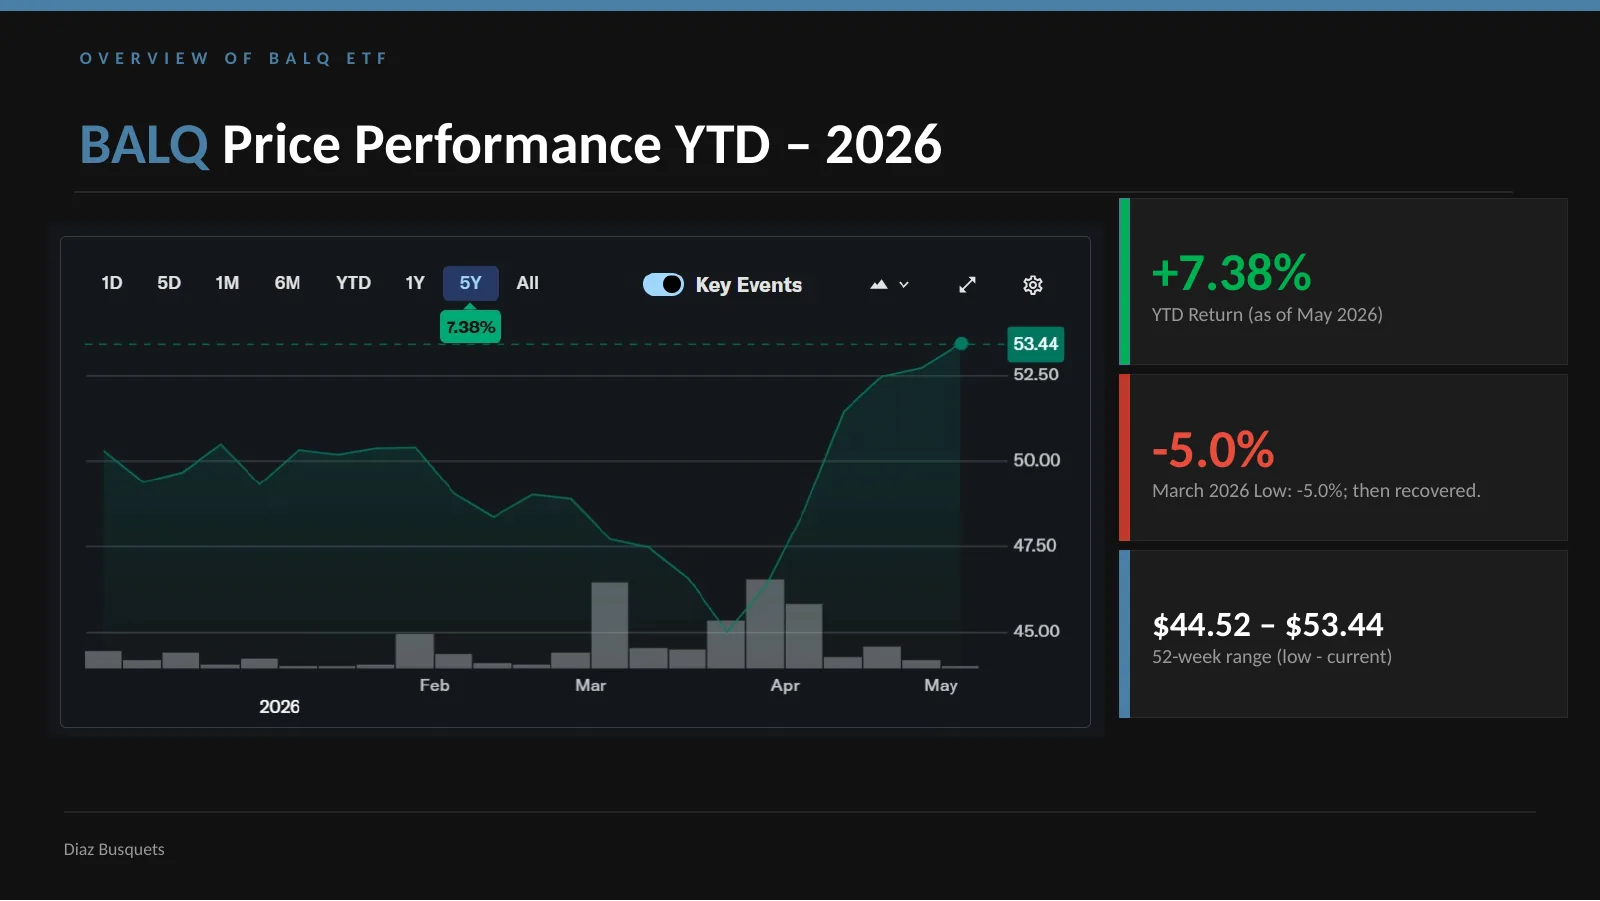 OVERVIEW OF BALQ ETF
BALQ Price Performance YTD – 2026
1D 5D 1M 6M YTD 1Y 5Y All Key Events
7.38%
53.44
52.50
50.00
47.50
45.00
Feb Mar Apr May
2026
+7.38%
YTD Return (as of May 2026)
-5.0%
March 2026 Low: -5.0%; then recovered.
$44.52 – $53.44
52-week range (low - current)
Diaz Busquets